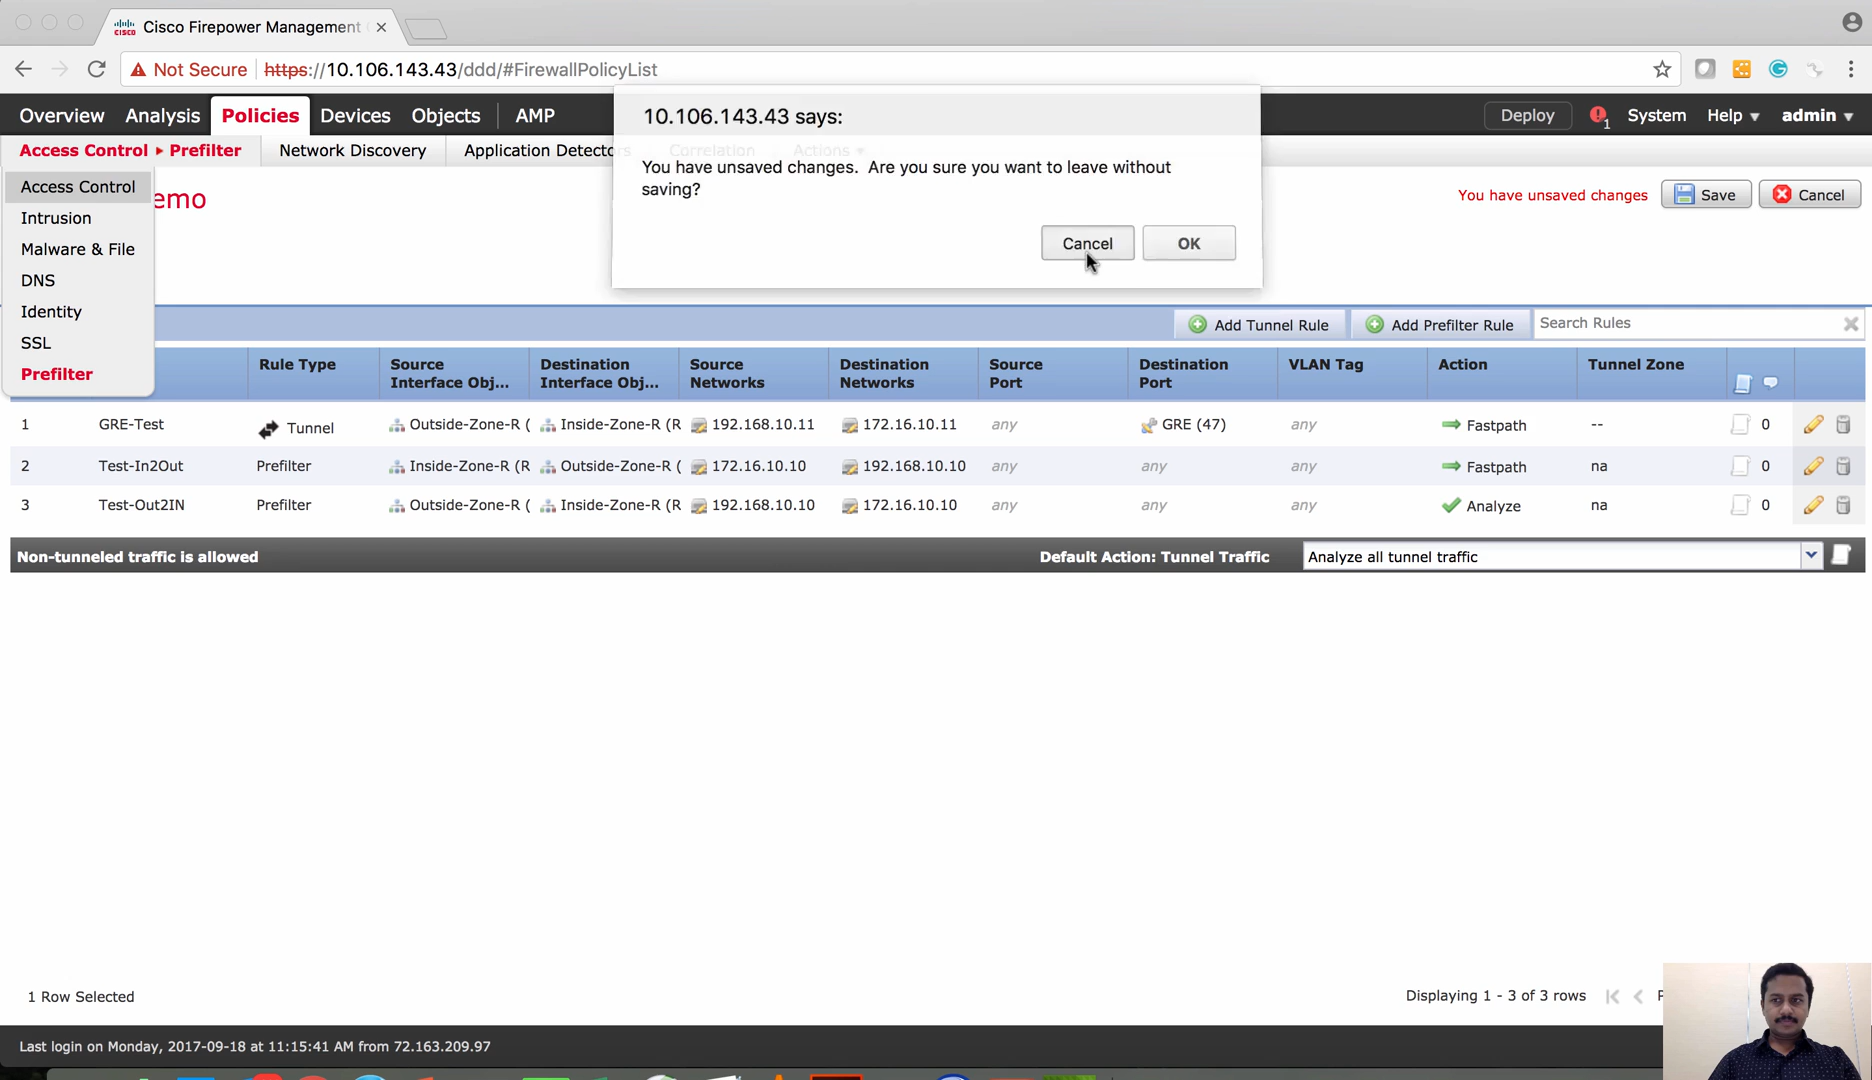 Cisco Firepower Management
Not Secure https://10.106.143.43/ddd/#FirewallPolicyList
Overview Analysis Policies Devices Objects AMP Deploy 1 System Help admin
10.106.143.43 says:
You have unsaved changes. Are you sure you want to leave without
saving?
Cancel OK
Access Control Prefilter Network Discovery Application Detectors Correlation Actions
Access Control
Intrusion
Malware & File
DNS
Identity
SSL
Prefilter
emo
You have unsaved changes Save Cancel
Add Tunnel Rule Add Prefilter Rule Search Rules
Rule Type Source Interface Obj... Destination Interface Obj... Source Networks Destination Networks Source Port Destination Port VLAN Tag Action Tunnel Zone
1 GRE-Test Tunnel Outside-Zone-R ( Inside-Zone-R (R 192.168.10.11 172.16.10.11 any GRE (47) any Fastpath -- 0
2 Test-In2Out Prefilter Inside-Zone-R (R Outside-Zone-R ( 172.16.10.10 192.168.10.10 any any any Fastpath na 0
3 Test-Out2IN Prefilter Outside-Zone-R ( Inside-Zone-R (R 192.168.10.10 172.16.10.10 any any any Analyze na 0
Non-tunneled traffic is allowed Default Action: Tunnel Traffic Analyze all tunnel traffic
1 Row Selected Displaying 1 - 3 of 3 rows
Last login on Monday, 2017-09-18 at 11:15:41 AM from 72.163.209.97